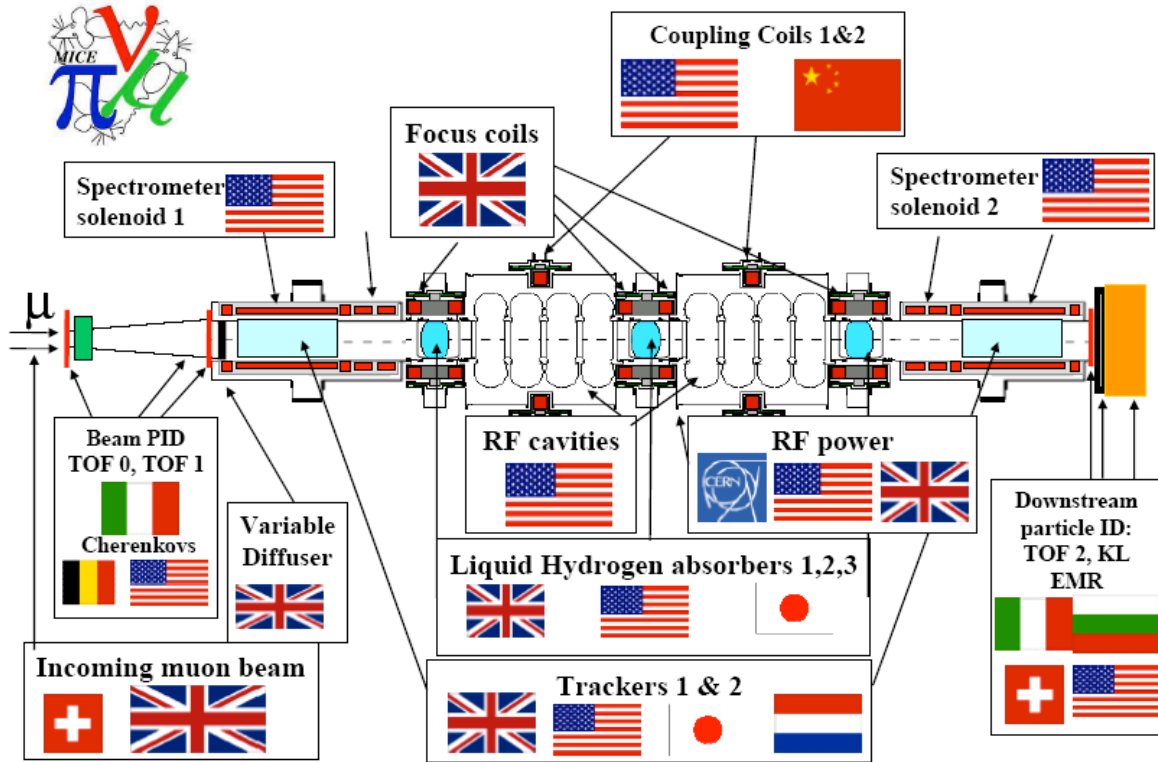 MICE
πνμ
Coupling Coils 1&2
Focus coils
Spectrometer
solenoid 1
Spectrometer
solenoid 2
μ
Beam PID
TOF 0, TOF 1
Cherenkovs
Variable
Diffuser
RF cavities
RF power
CERN
Downstream
particle ID:
TOF 2, KL
EMR
Liquid Hydrogen absorbers 1,2,3
Incoming muon beam
Trackers 1 & 2